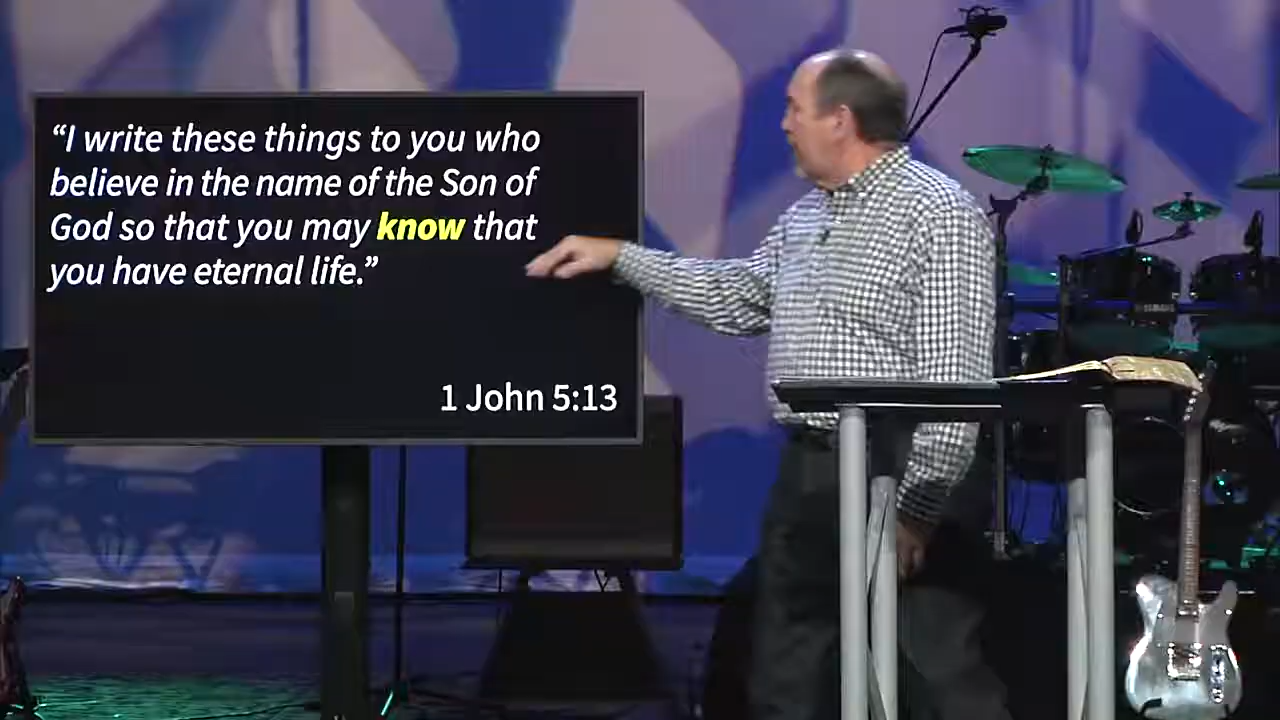 “I write these things to you who
believe in the name of the Son of
God so that you may know that
you have eternal life.”
1 John 5:13